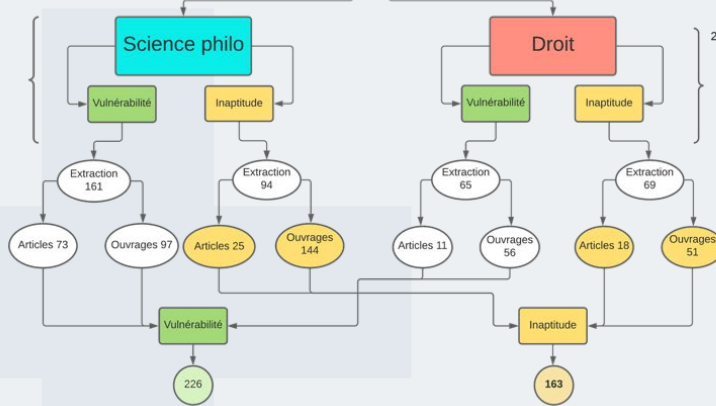 2
Science philo
Droit
Vulnérabilité
Inaptitude
Vulnérabilité
Inaptitude
Extraction
161
Extraction
94
Extraction
65
Extraction
69
Articles 73
Ouvrages 97
Articles 25
Ouvrages
144
Articles 11
Ouvrages
56
Articles 18
Ouvrages
51
Vulnérabilité
Inaptitude
226
163